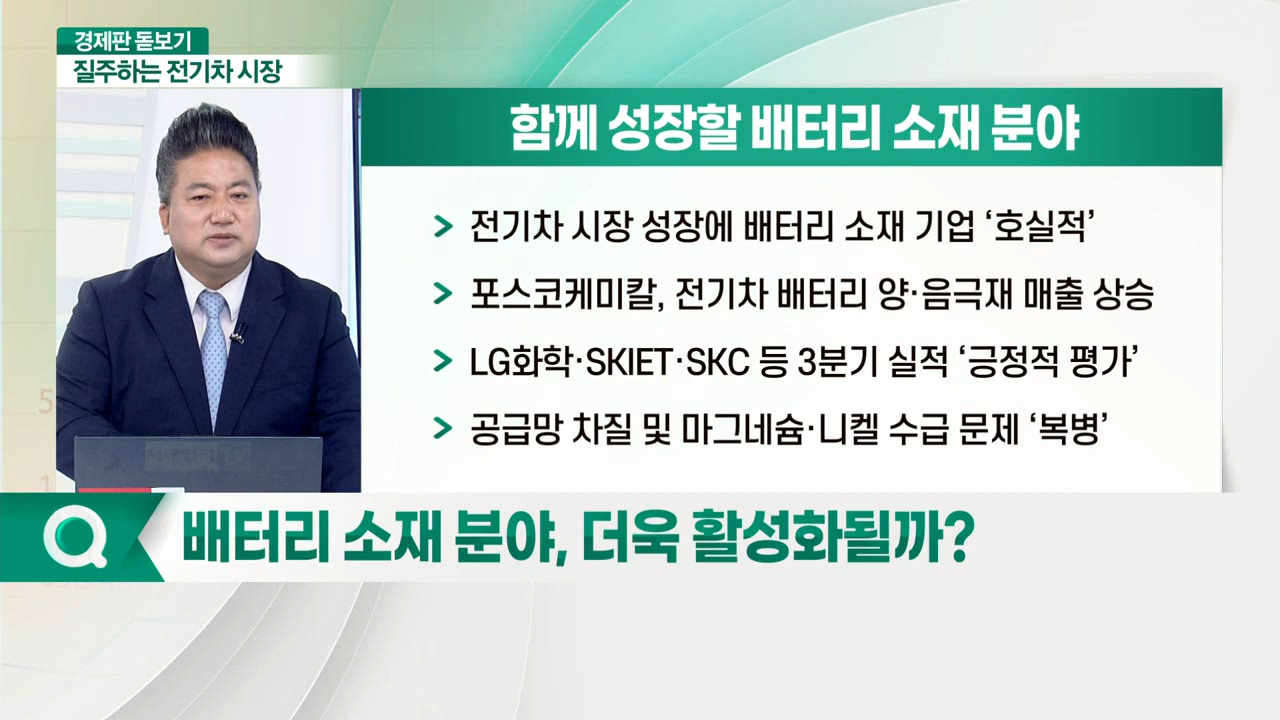 경제판 돋보기
질주하는 전기차 시장
함께 성장할 배터리 소재 분야
> 전기차 시장 성장에 배터리 소재 기업 ‘호실적’
> 포스코케미칼, 전기차 배터리 양·음극재 매출 상승
> LG화학·SKIET·SKC 등 3분기 실적 ‘긍정적 평가’
> 공급망 차질 및 마그네슘·니켈 수급 문제 ‘복병’
Q 배터리 소재 분야, 더욱 활성화될까?